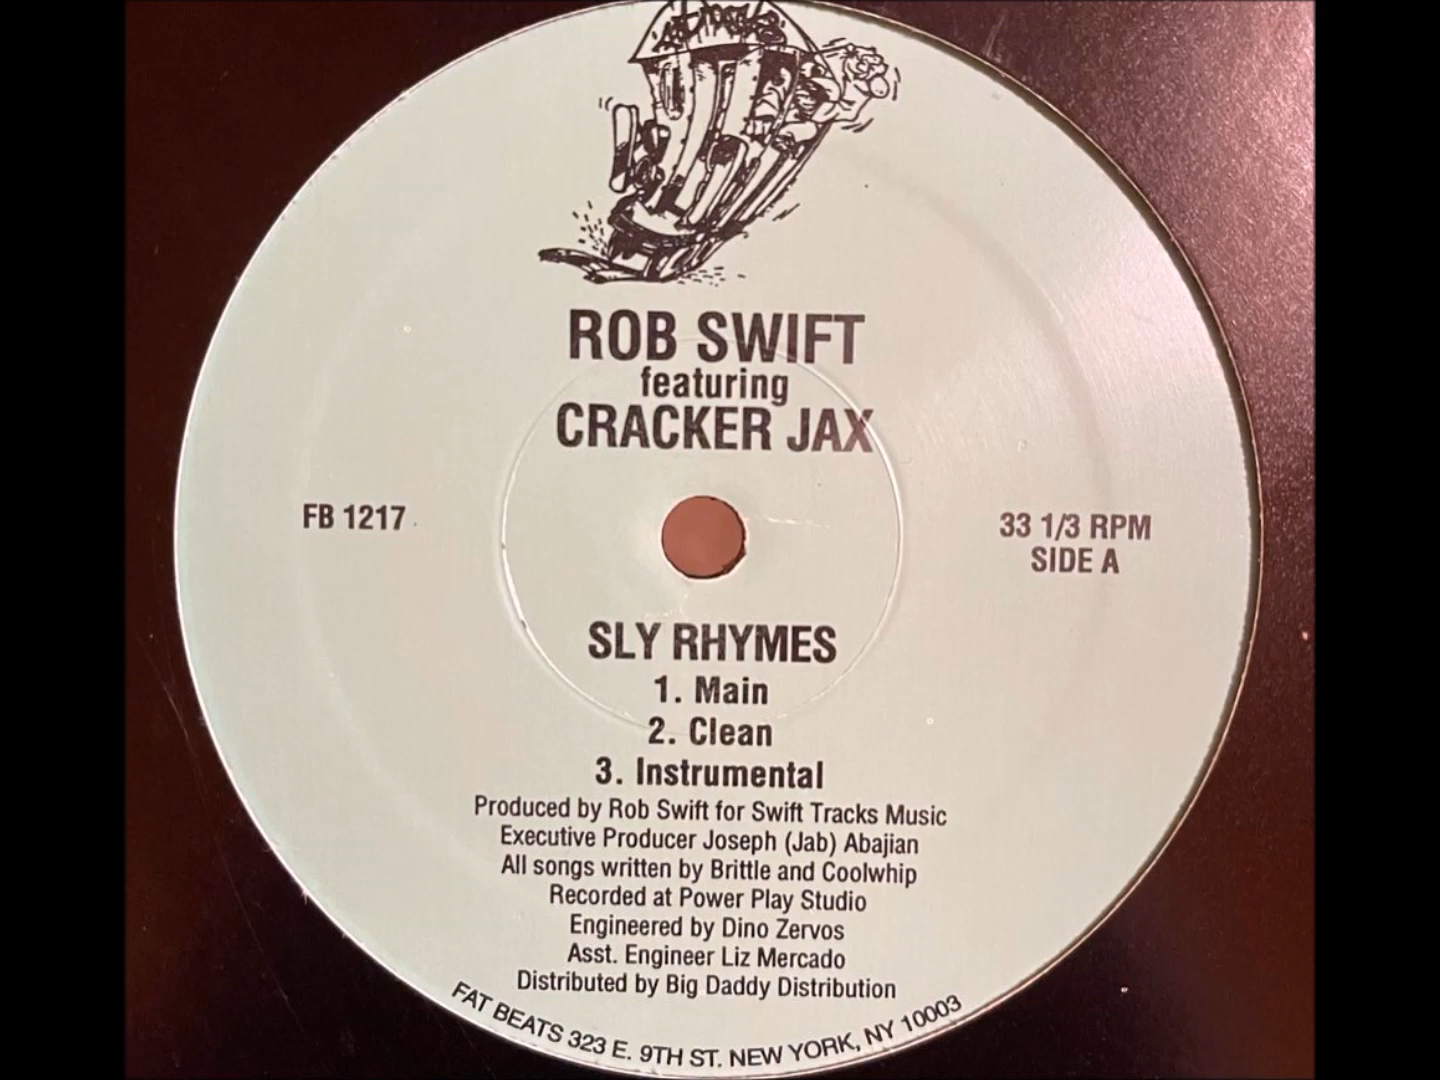 ROB SWIFT
featuring
CRACKER JAX
FB 1217
33 1/3 RPM
SIDE A
SLY RHYMES
1. Main
2. Clean
3. Instrumental
Produced by Rob Swift for Swift Tracks Music
Executive Producer Joseph (Jab) Abajian
All songs written by Brittle and Coolwhip
Recorded at Power Play Studio
Engineered by Dino Zervos
Asst. Engineer Liz Mercado
Distributed by Big Daddy Distribution
FAT BEATS 323 E. 9TH ST. NEW YORK, NY 10003